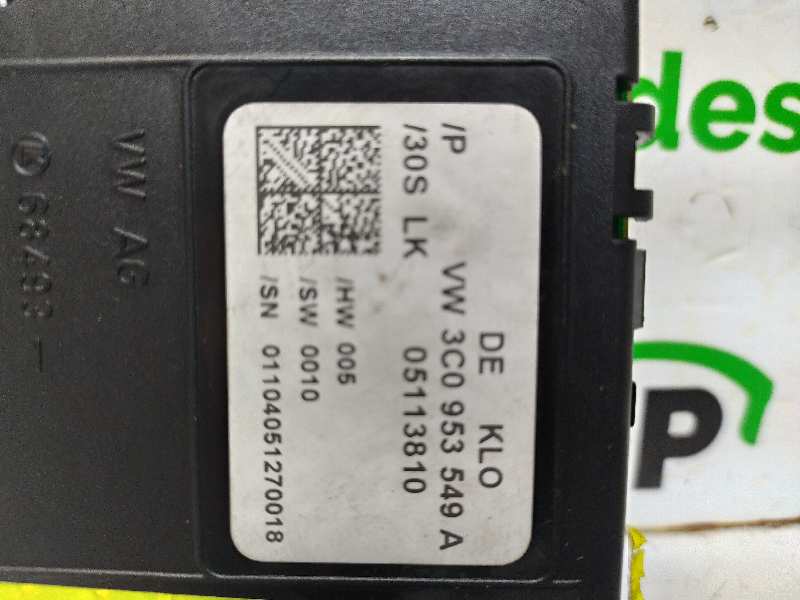 DE KLO
/P VW 3C0 953 549 A
/30S LK 05113810
/HW 005
/SW 0010
/SN 01104051270018
VW AG
68493-
des
P